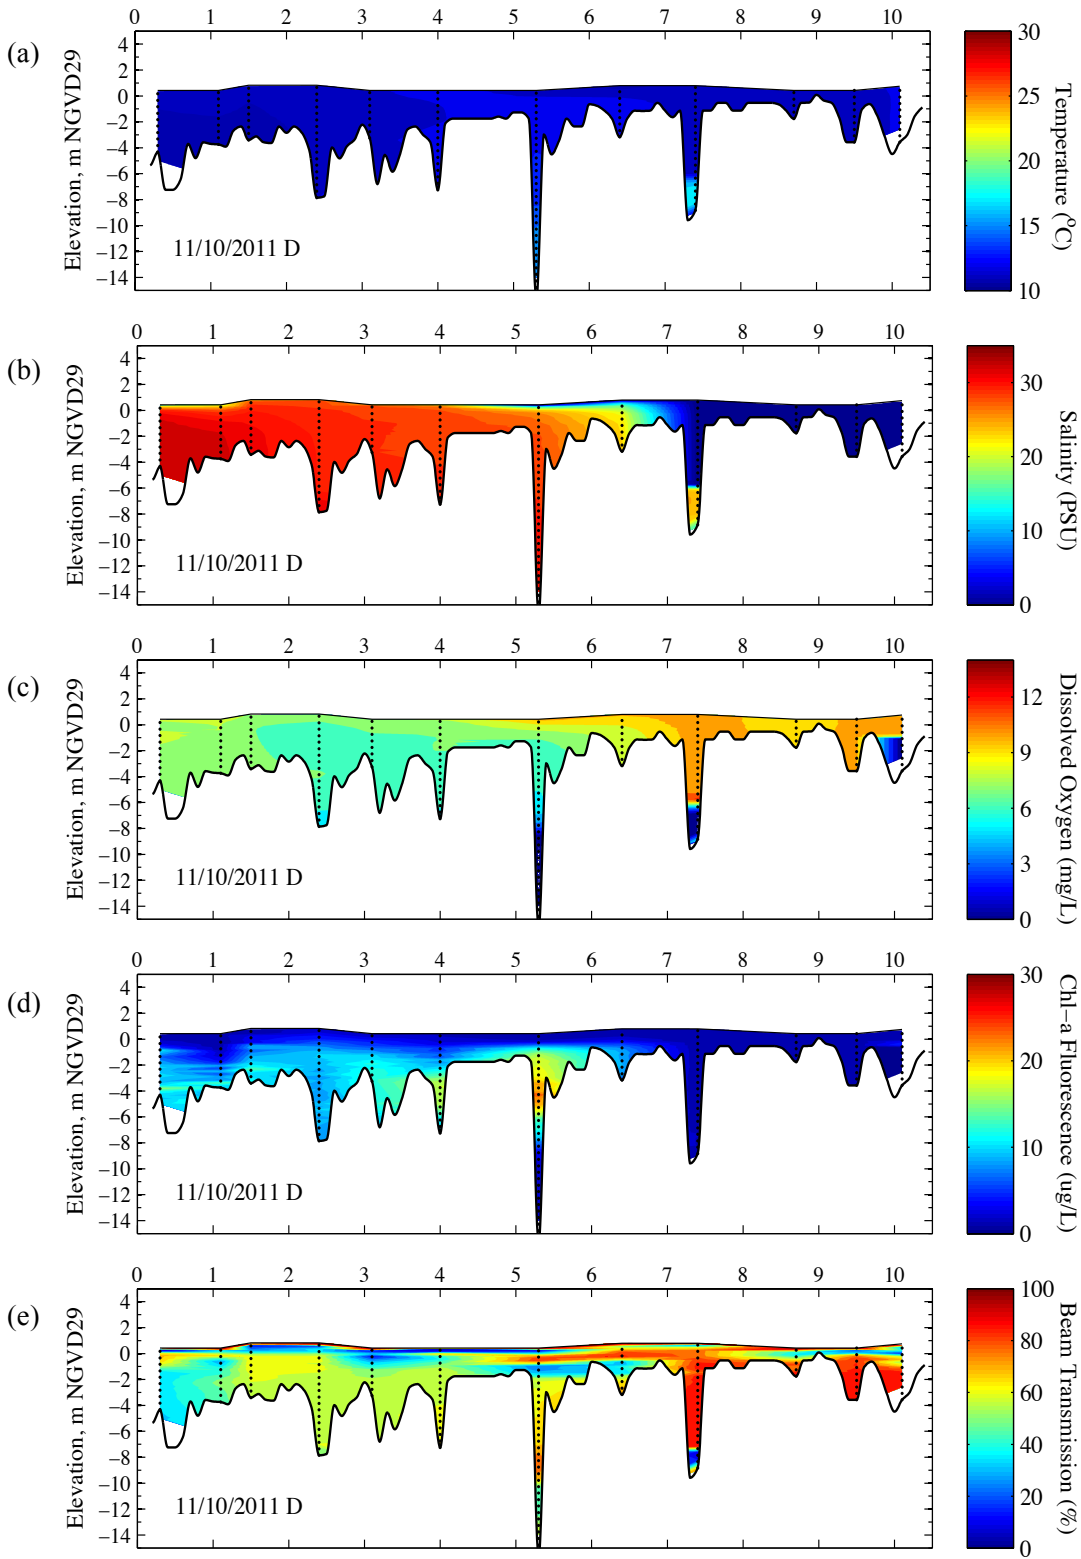 0 1 2 3 4 5 6 7 8 9 10
(a)
4
2
0
−2
−4
−6
−8
−10
−12
−14
Elevation, m NGVD29
11/10/2011 D
30
25
20
15
10
Temperature (°C)
0 1 2 3 4 5 6 7 8 9 10
(b)
4
2
0
−2
−4
−6
−8
−10
−12
−14
Elevation, m NGVD29
11/10/2011 D
30
20
10
0
Salinity (PSU)
0 1 2 3 4 5 6 7 8 9 10
(c)
4
2
0
−2
−4
−6
−8
−10
−12
−14
Elevation, m NGVD29
11/10/2011 D
12
9
6
3
0
Dissolved Oxygen (mg/L)
0 1 2 3 4 5 6 7 8 9 10
(d)
4
2
0
−2
−4
−6
−8
−10
−12
−14
Elevation, m NGVD29
11/10/2011 D
30
20
10
0
Chl−a Fluorescence (ug/L)
0 1 2 3 4 5 6 7 8 9 10
(e)
4
2
0
−2
−4
−6
−8
−10
−12
−14
Elevation, m NGVD29
11/10/2011 D
100
80
60
40
20
0
Beam Transmission (%)